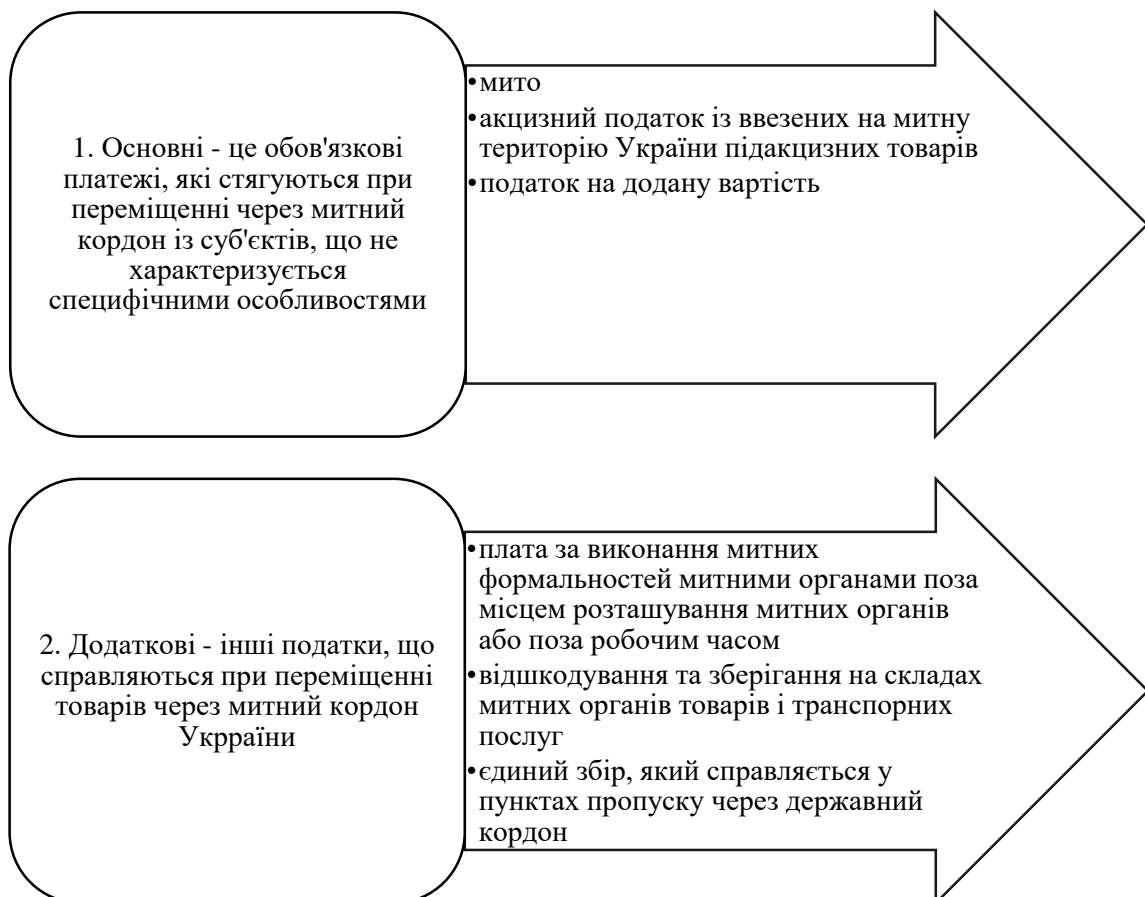 1. Основні - це обов'язкові
платежі, які стягуються при
переміщенні через митний
кордон із суб'єктів, що не
характеризується
специфічними особливостями
•мито
•акцизний податок із ввезених на митну
територію України підакцизних товарів
•податок на додану вартість
2. Додаткові - інші податки, що
справляються при переміщенні
товарів через митний кордон
Укрраїни
•плата за виконання митних
формальностей митними органами поза
місцем розташування митних органів
або поза робочим часом
•відшкодування та зберігання на складах
митних органів товарів і транспорних
послуг
•єдиний збір, який справляється у
пунктах пропуску через державний
кордон